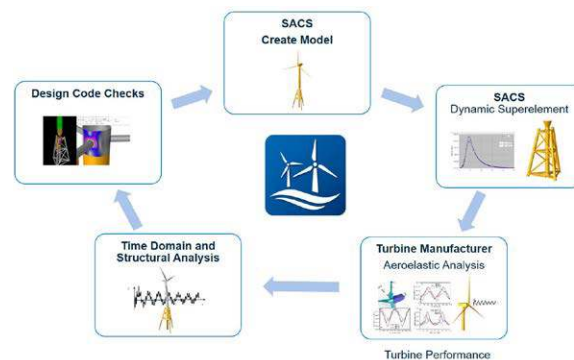 SACS
Create Model
Design Code Checks
SACS
Dynamic Superelement
Time Domain and
Structural Analysis
Turbine Manufacturer
Aeroelastic Analysis
Turbine Performance